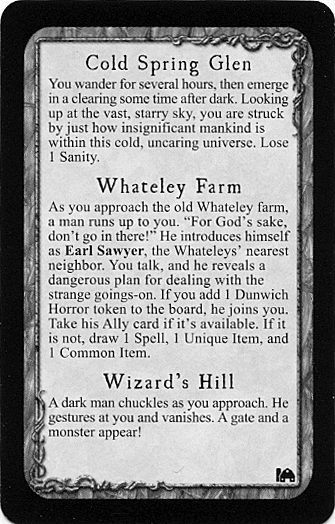 Cold Spring Glen
You wander for several hours, then emerge
in a clearing some time after dark. Looking
up at the vast, starry sky, you are struck
by just how insignificant mankind is
within this cold, uncaring universe. Lose
1 Sanity.
Whateley Farm
As you approach the old Whateley farm,
a man runs up to you. “For God's sake,
don't go in there!” He introduces himself
as Earl Sawyer, the Whateleys' nearest
neighbor. You talk, and he reveals a
dangerous plan for dealing with the
strange goings-on. If you add 1 Dunwich
Horror token to the board, he joins you.
Take his Ally card if it's available. If it
is not, draw 1 Spell, 1 Unique Item, and
1 Common Item.
Wizard's Hill
A dark man chuckles as you approach. He
gestures at you and vanishes. A gate and a
monster appear!